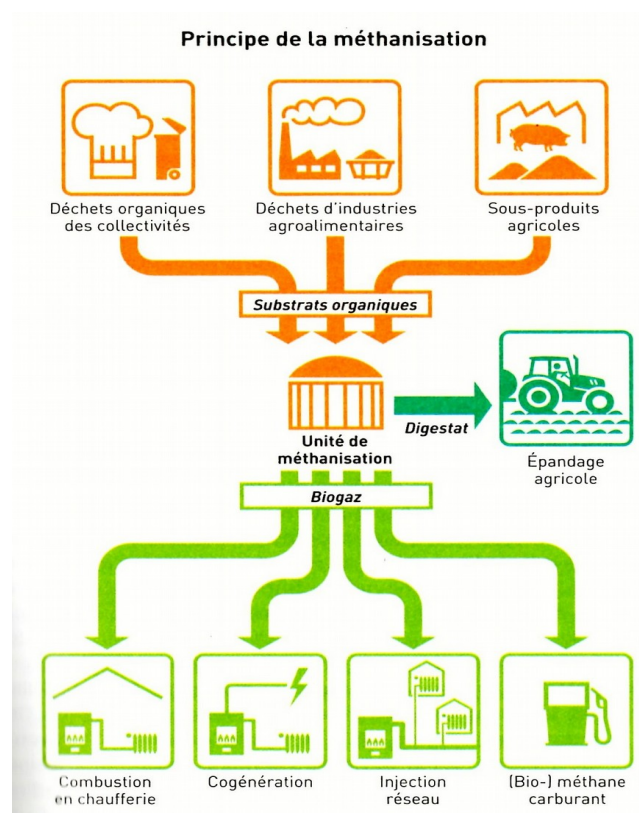 Principe de la méthanisation
Déchets organiques
des collectivités
Déchets d'industries
agroalimentaires
Sous-produits
agricoles
Substrats organiques
Unité de
méthanisation
Digestat
Épandage
agricole
Biogaz
Combustion
en chaufferie
Cogénération
Injection
réseau
(Bio-) méthane
carburant